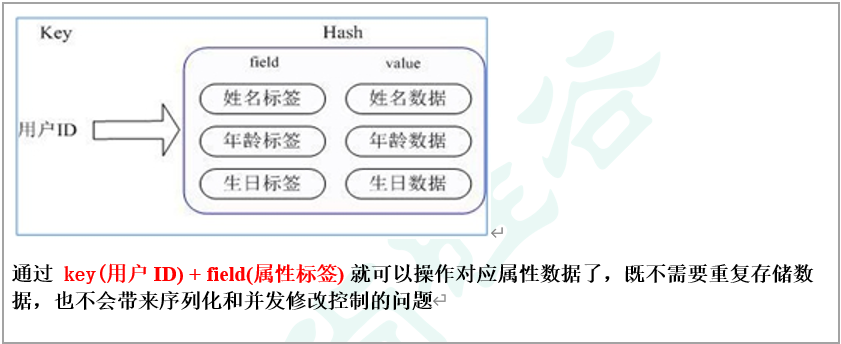 Key Hash
field value
姓名标签 姓名数据
用户ID 年龄标签 年龄数据
生日标签 生日数据
通过 key(用户 ID) + field(属性标签) 就可以操作对应属性数据了，既不需要重复存储数
据，也不会带来序列化和并发修改控制的问题